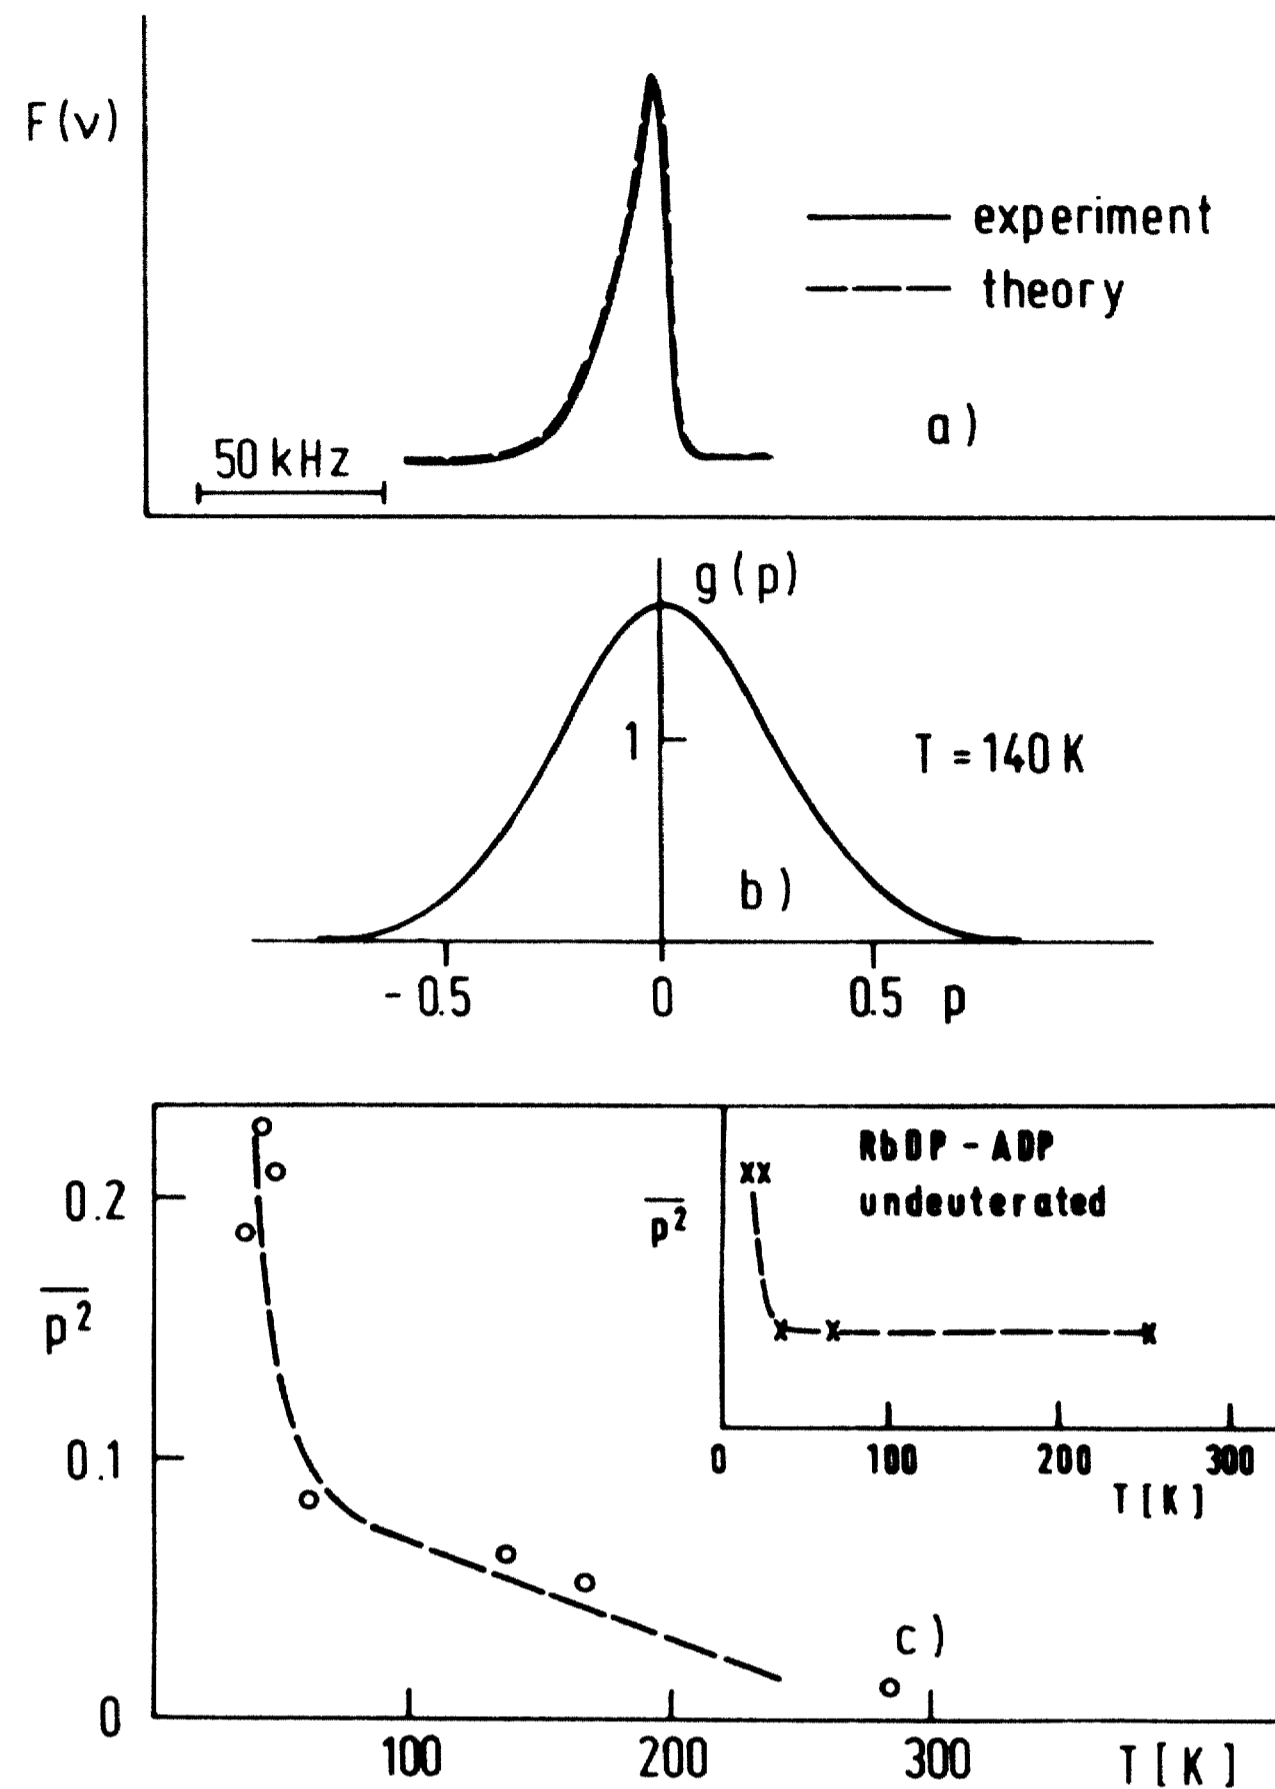 F(ν)
experiment
theory
a)
50 kHz
g(p)
1
T = 140 K
b)
-0.5 0 0.5 p
RbDP - ADP
undeuterated
p²
0 100 200 300
T[K]
0.2
p²
0.1
0
c)
100 200 300 T[K]